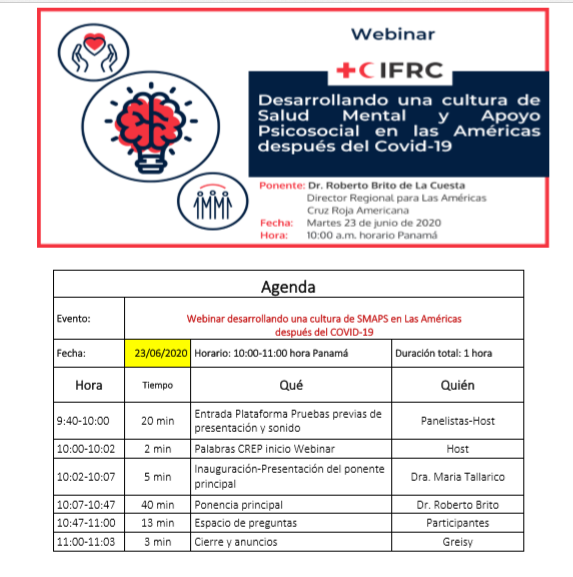 Webinar
IFRC
Desarrollando una cultura de
Salud Mental y Apoyo
Psicosocial en las Américas
después del Covid-19
Ponente: Dr. Roberto Brito de La Cuesta
Director Regional para Las Américas
Cruz Roja Americana
Fecha: Martes 23 de junio de 2020
Hora: 10:00 a.m. horario Panamá
Agenda
Evento: Webinar desarrollando una cultura de SMAPS en Las Américas
después del COVID-19
Fecha: 23/06/2020 Horario: 10:00-11:00 hora Panamá Duración total: 1 hora
Hora Tiempo Qué Quién
9:40-10:00 20 min Entrada Plataforma Pruebas previas de
presentación y sonido Panelistas-Host
10:00-10:02 2 min Palabras CREP inicio Webinar Host
10:02-10:07 5 min Inauguración-Presentación del ponente
principal Dra. Maria Tallarico
10:07-10:47 40 min Ponencia principal Dr. Roberto Brito
10:47-11:00 13 min Espacio de preguntas Participantes
11:00-11:03 3 min Cierre y anuncios Greisy